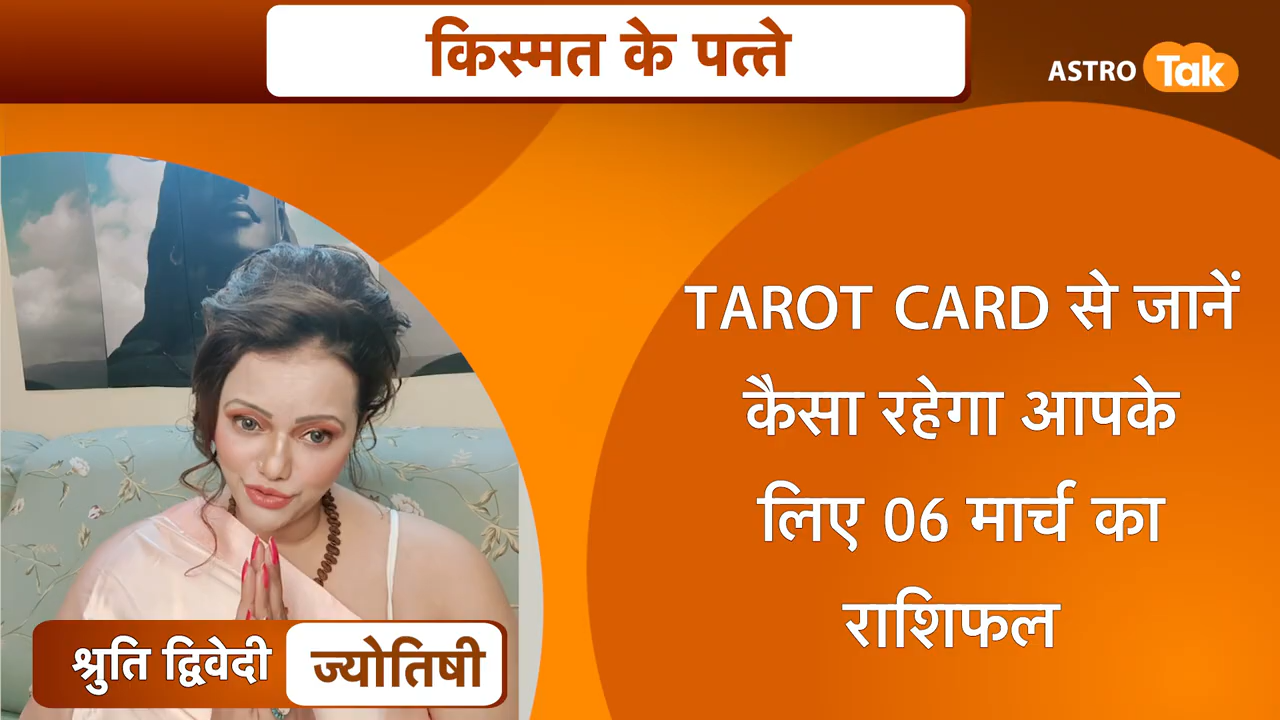 किस्मत के पत्ते
ASTRO Tak
TAROT CARD से जानें
कैसा रहेगा आपके
लिए 06 मार्च का
राशिफल
श्रुति द्विवेदी ज्योतिषी